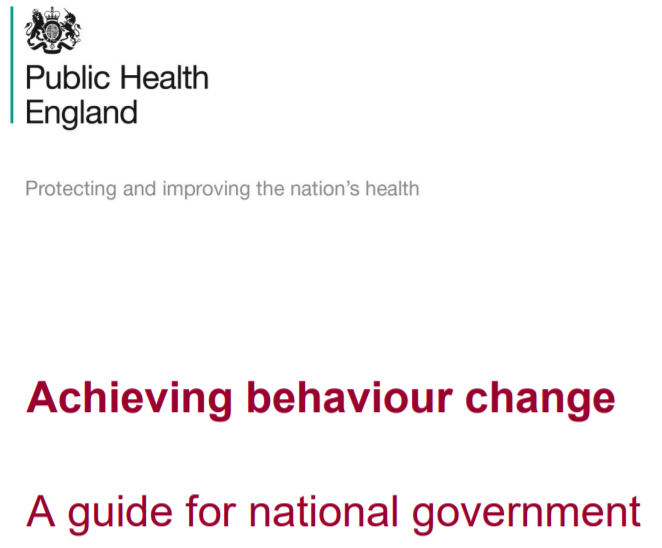 Public Health
England
Protecting and improving the nation's health
Achieving behaviour change
A guide for national government